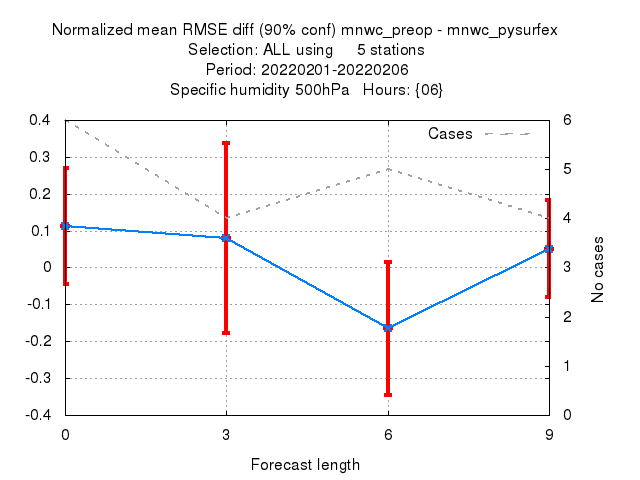 Normalized mean RMSE diff (90% conf) mnwc_preop - mnwc_pysurfex
Selection: ALL using     5 stations
Period: 20220201-20220206
Specific humidity 500hPa   Hours: {06}
Cases
0.4
0.3
0.2
0.1
0
-0.1
-0.2
-0.3
-0.4
6
5
4
3
2
1
0
No cases
0 3 6 9
Forecast length